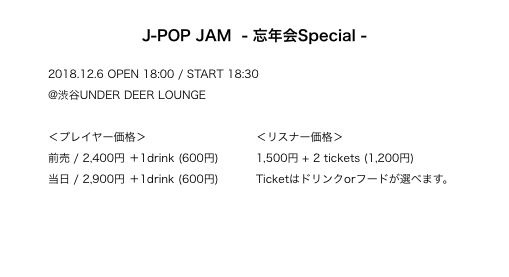 J-POP JAM - 忘年会Special -
2018.12.6 OPEN 18:00 / START 18:30
@渋谷UNDER DEER LOUNGE
＜プレイヤー価格＞
前売 / 2,400円 ＋1drink (600円)
当日 / 2,900円 ＋1drink (600円)
＜リスナー価格＞
1,500円 + 2 tickets (1,200円)
Ticketはドリンクorフードが選べます。